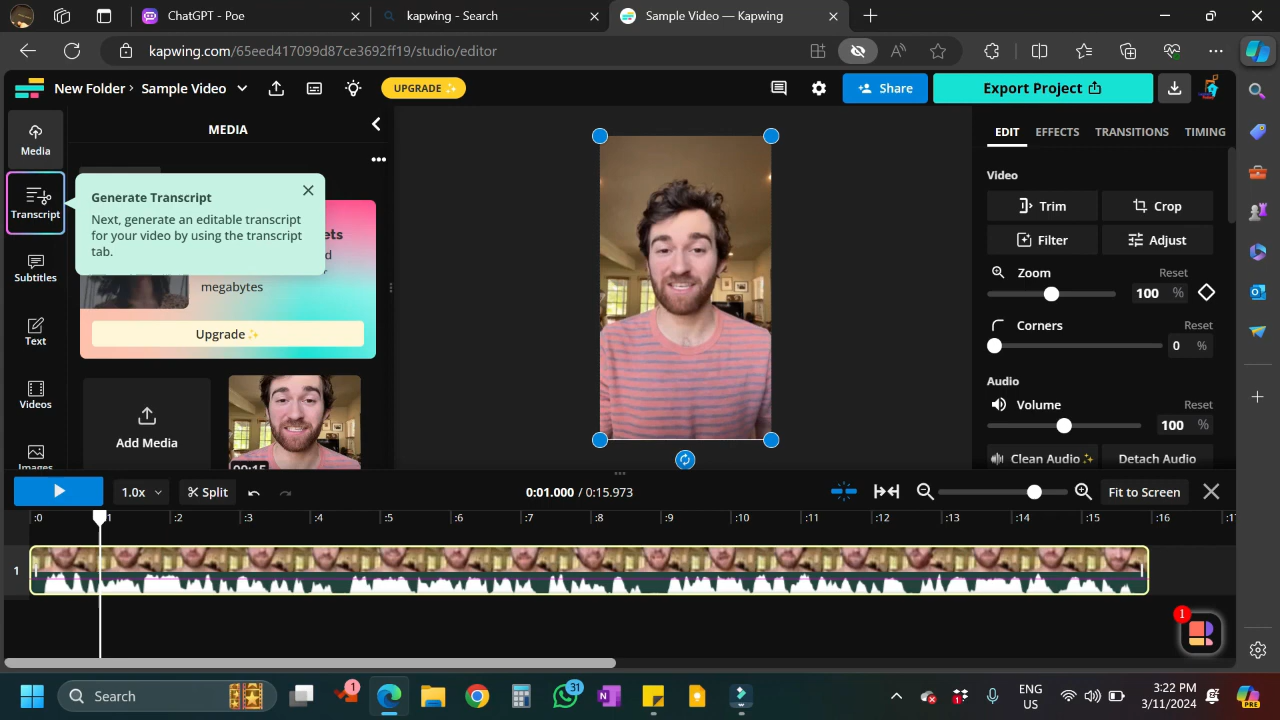 ChatGPT - Poe
kapwing - Search
Sample Video — Kapwing
kapwing.com/65eed417099d87ce3692ff19/studio/editor
New Folder › Sample Video
UPGRADE
Share
Export Project
Media
Transcript
Subtitles
Text
Videos
Images
MEDIA
Generate Transcript
Next, generate an editable transcript
for your video by using the transcript
tab.
megabytes
Upgrade
Add Media
00:15
EDIT EFFECTS TRANSITIONS TIMING
Video
Trim Crop
Filter Adjust
Zoom Reset
100 %
Corners Reset
0 %
Audio
Volume Reset
100 %
Clean Audio Detach Audio
1.0x Split 0:01.000 / 0:15.973 Fit to Screen
:0 :1 :2 :3 :4 :5 :6 :7 :8 :9 :10 :11 :12 :13 :14 :15 :16 :17
1
1
Search
1
31
1
ENG
US
3:22 PM
3/11/2024
PRE